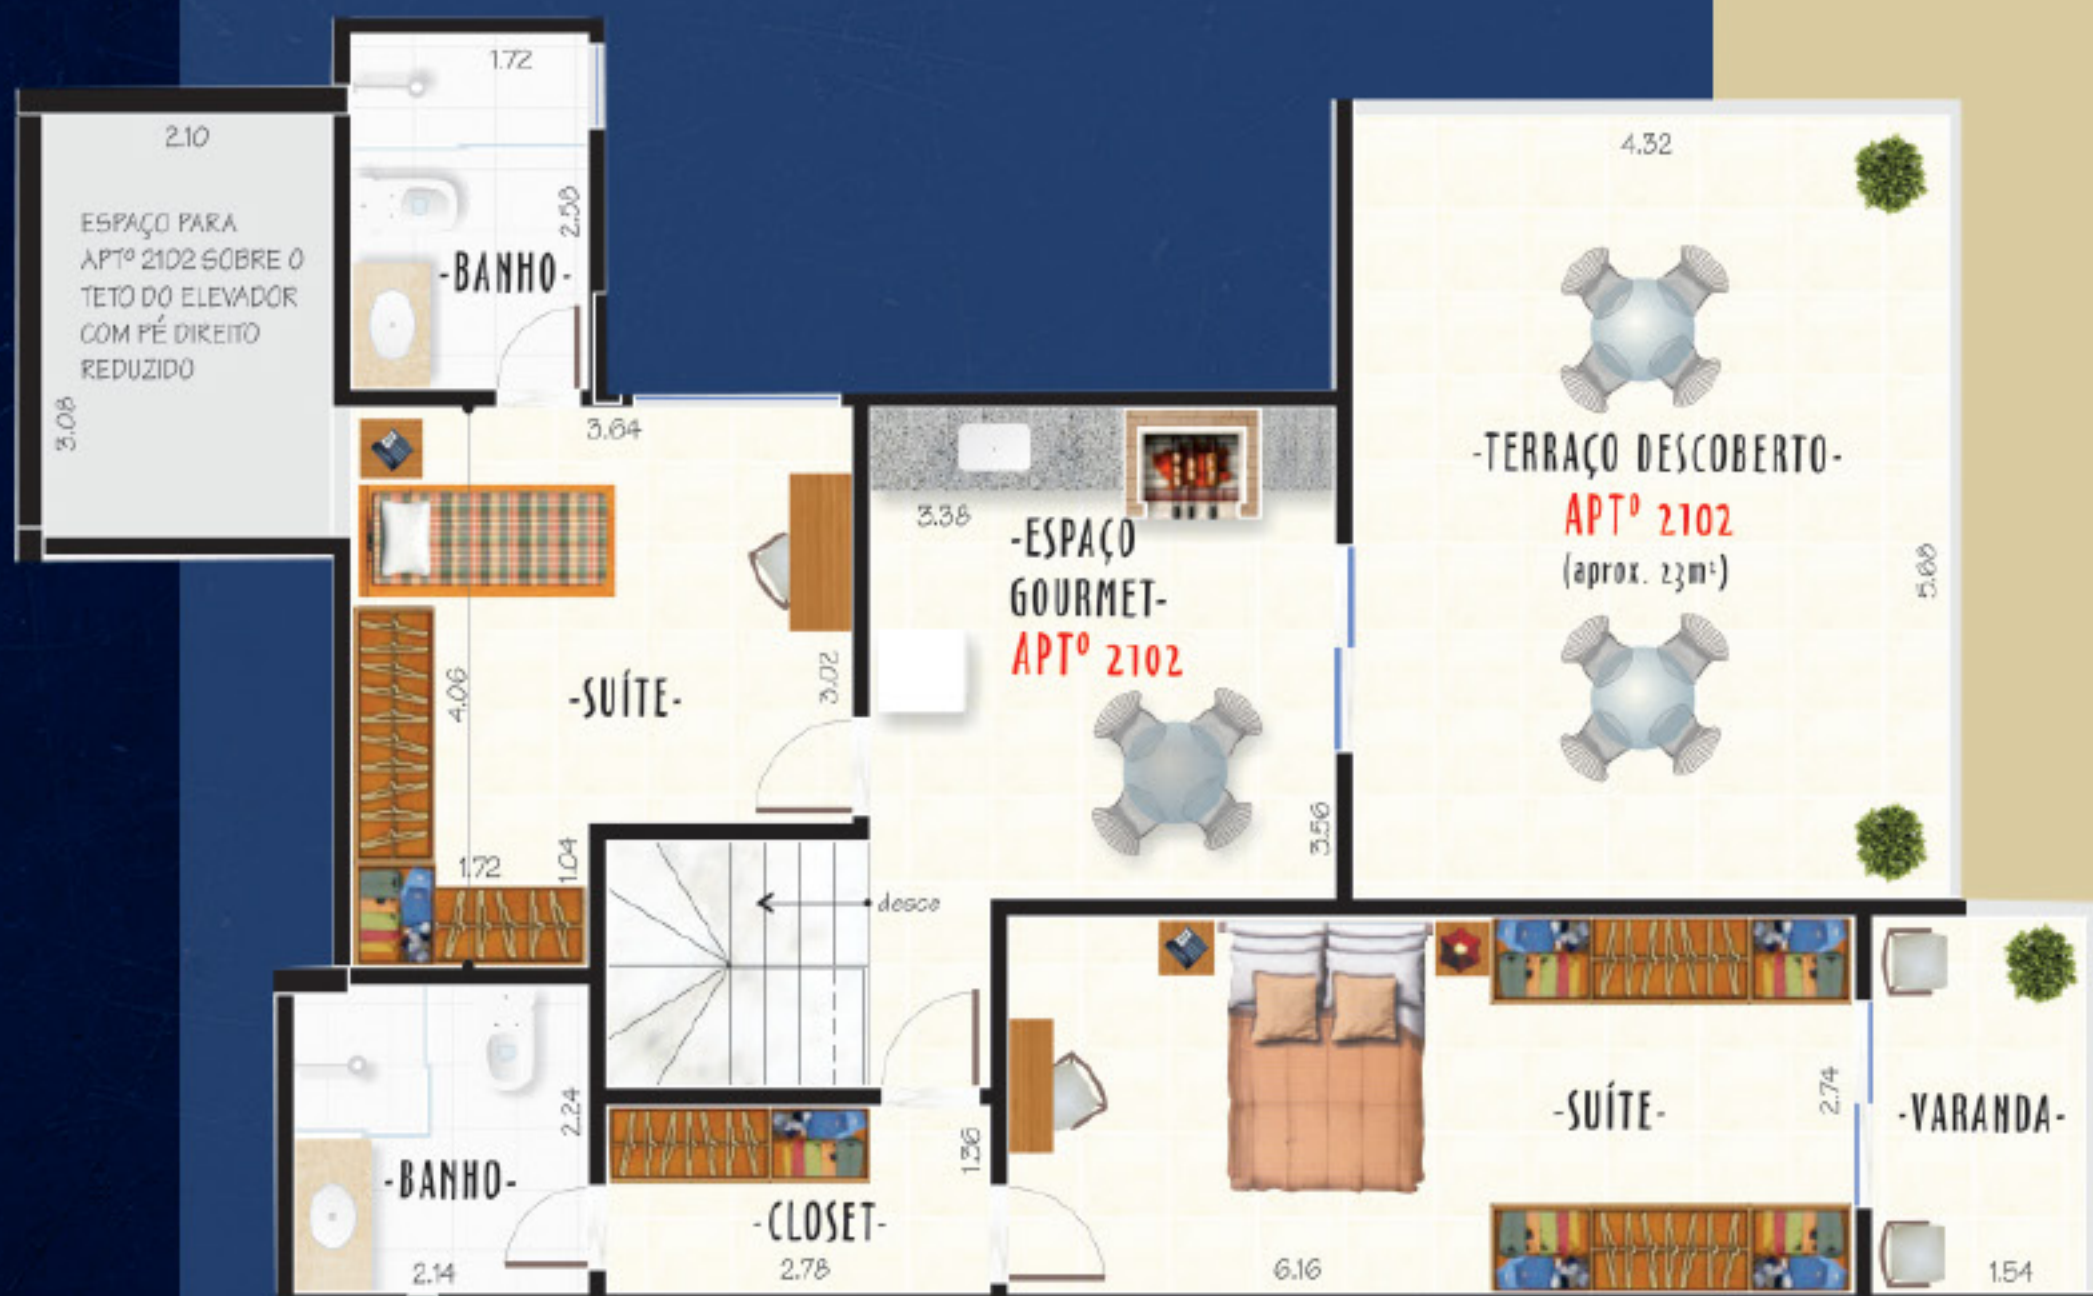 1.72
2.10
ESPAÇO PARA
APTº 2102 SOBRE O
TETO DO ELEVADOR
COM PÉ DIREITO
REDUZIDO
3.08
2.58
-BANHO-
4.32
-TERRAÇO DESCOBERTO-
APTº 2102
(aprox. 23m²)
5.68
3.64
4.06
-SUÍTE-
3.02
1.72
1.04
3.38
-ESPAÇO
GOURMET-
APTº 2102
3.56
desce
2.24
-BANHO-
2.14
1.36
-CLOSET-
2.78
-SUÍTE-
2.74
6.16
-VARANDA-
1.54